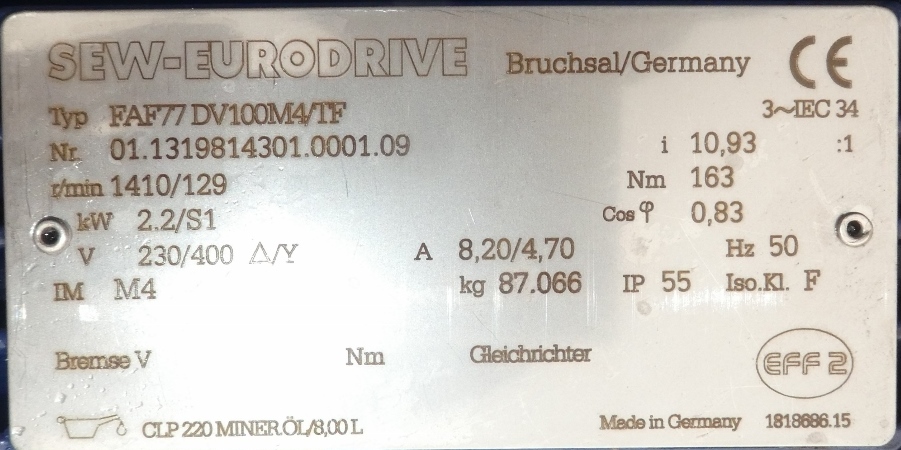 SEW-EURODRIVE Bruchsal/Germany CE
Typ FAF77 DV100M4/TF 3~IEC 34
Nr. 01.1319814301.0001.09 i 10,93 :1
r/min 1410/129 Nm 163
kW 2.2/S1 Cos φ 0,83
V 230/400 △/Y A 8,20/4,70 Hz 50
IM M4 kg 87.066 IP 55 Iso.Kl. F
Bremse V Nm Gleichrichter
EFF 2
CLP 220 MINER.ÖL/8,00 L Made in Germany 1818686.15